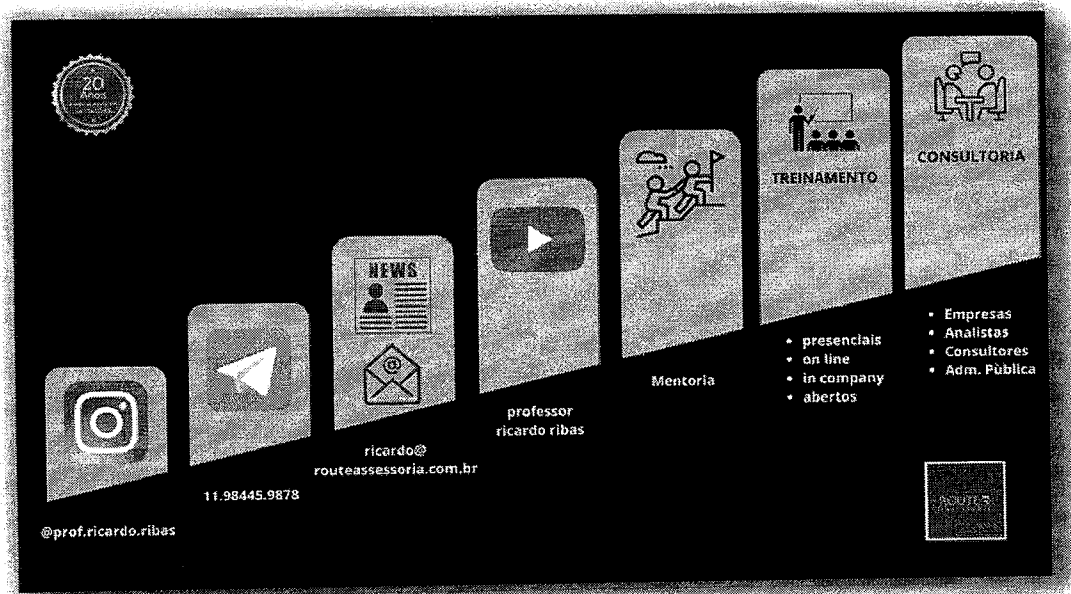 20
Anos
NEWS
@
TREINAMENTO
CONSULTORIA
@prof.ricardo.ribas
11.98445.9878
ricardo@
routeassessoria.com.br
professor
ricardo ribas
Mentoria
• presenciais
• on line
• in company
• abertos
• Empresas
• Analistas
• Consultores
• Adm. Pùblica